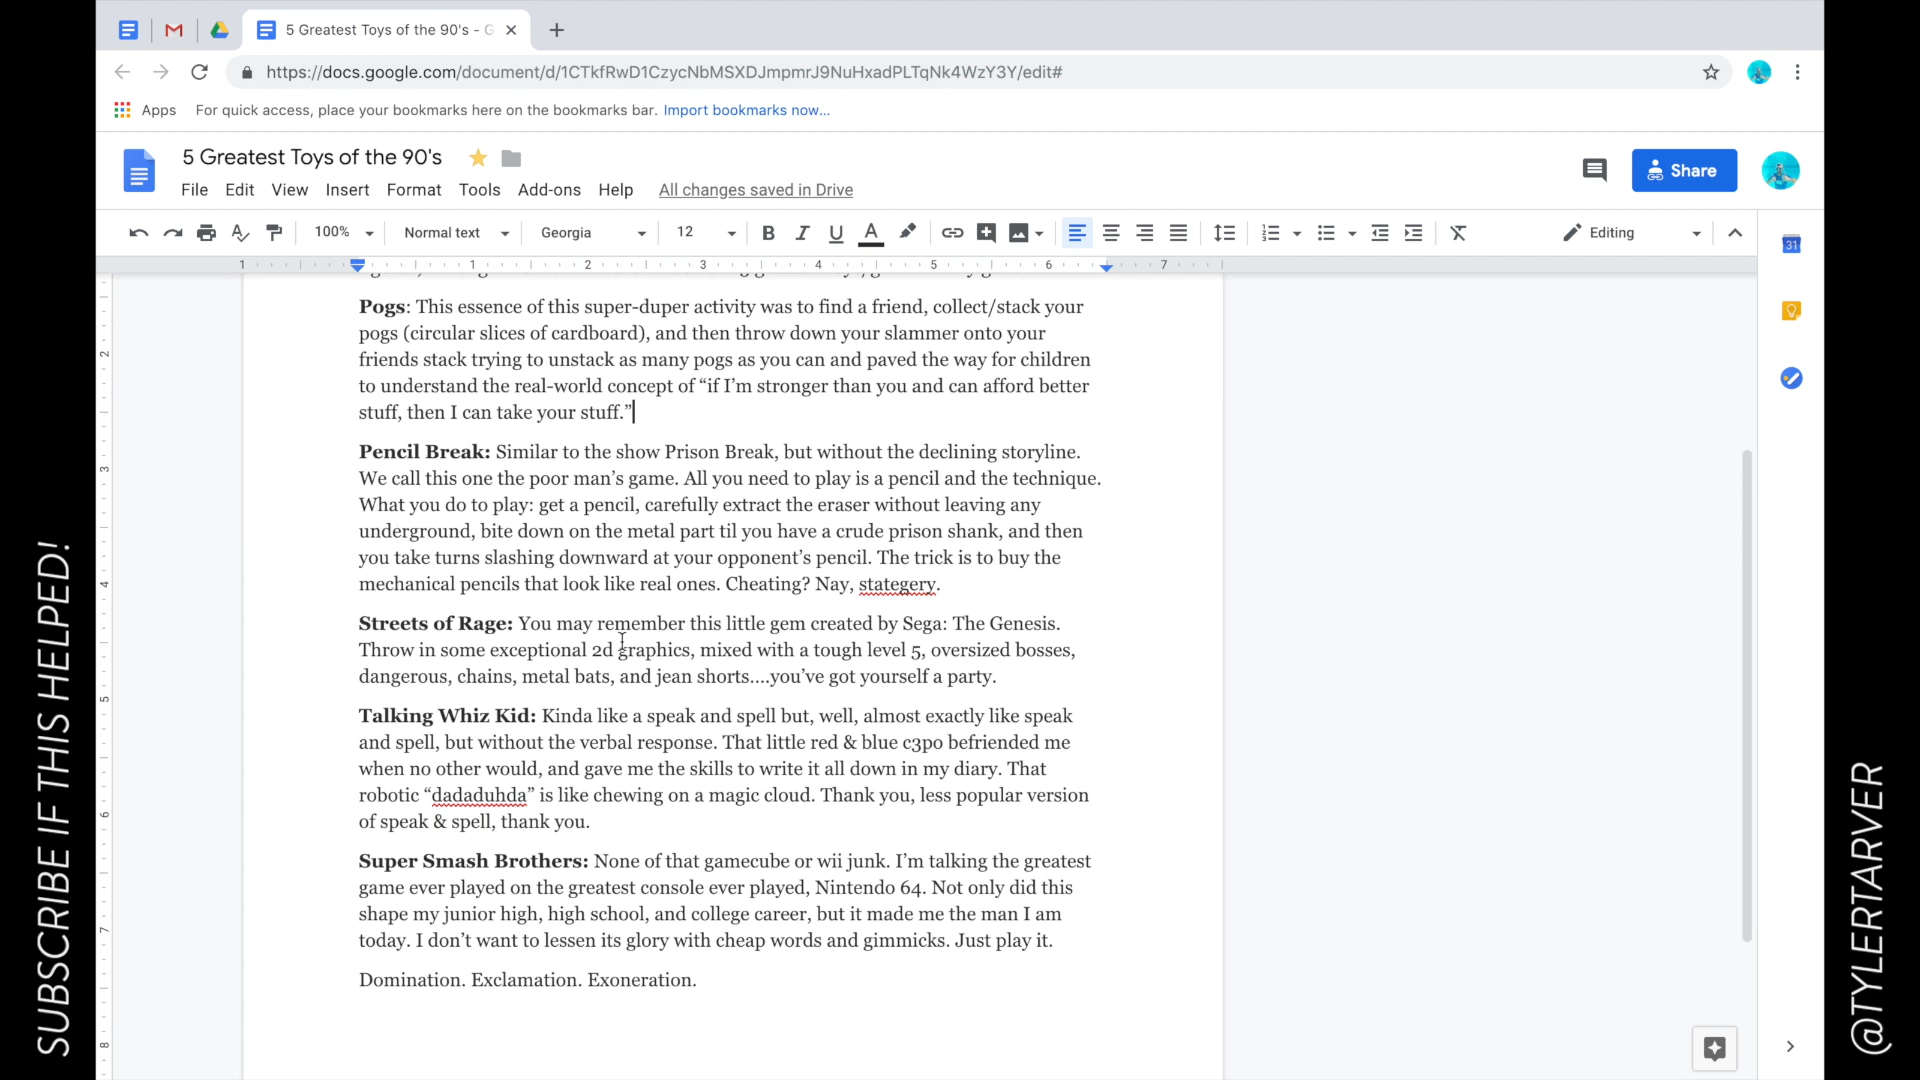 5 Greatest Toys of the 90's - G
https://docs.google.com/document/d/1CTkfRwD1CzycNbMSXDJmpmrJ9NuHxadPLTqNk4WzY3Y/edit#
Apps For quick access, place your bookmarks here on the bookmarks bar. Import bookmarks now...
5 Greatest Toys of the 90's
File Edit View Insert Format Tools Add-ons Help All changes saved in Drive
Share
100% Normal text Georgia 12 B I U A Editing
1 1 2 3 4 5 6 7
31
Pogs: This essence of this super-duper activity was to find a friend, collect/stack your
pogs (circular slices of cardboard), and then throw down your slammer onto your
friends stack trying to unstack as many pogs as you can and paved the way for children
to understand the real-world concept of “if I’m stronger than you and can afford better
stuff, then I can take your stuff.”
Pencil Break: Similar to the show Prison Break, but without the declining storyline.
We call this one the poor man’s game. All you need to play is a pencil and the technique.
What you do to play: get a pencil, carefully extract the eraser without leaving any
underground, bite down on the metal part til you have a crude prison shank, and then
you take turns slashing downward at your opponent’s pencil. The trick is to buy the
mechanical pencils that look like real ones. Cheating? Nay, stategery.
Streets of Rage: You may remember this little gem created by Sega: The Genesis.
Throw in some exceptional 2d graphics, mixed with a tough level 5, oversized bosses,
dangerous, chains, metal bats, and jean shorts....you’ve got yourself a party.
Talking Whiz Kid: Kinda like a speak and spell but, well, almost exactly like speak
and spell, but without the verbal response. That little red & blue c3po befriended me
when no other would, and gave me the skills to write it all down in my diary. That
robotic “dadaduhda” is like chewing on a magic cloud. Thank you, less popular version
of speak & spell, thank you.
Super Smash Brothers: None of that gamecube or wii junk. I’m talking the greatest
game ever played on the greatest console ever played, Nintendo 64. Not only did this
shape my junior high, high school, and college career, but it made me the man I am
today. I don’t want to lessen its glory with cheap words and gimmicks. Just play it.
Domination. Exclamation. Exoneration.
2
3
4
5
6
7
8
SUBSCRIBE IF THIS HELPED!
@TYLERTARVER